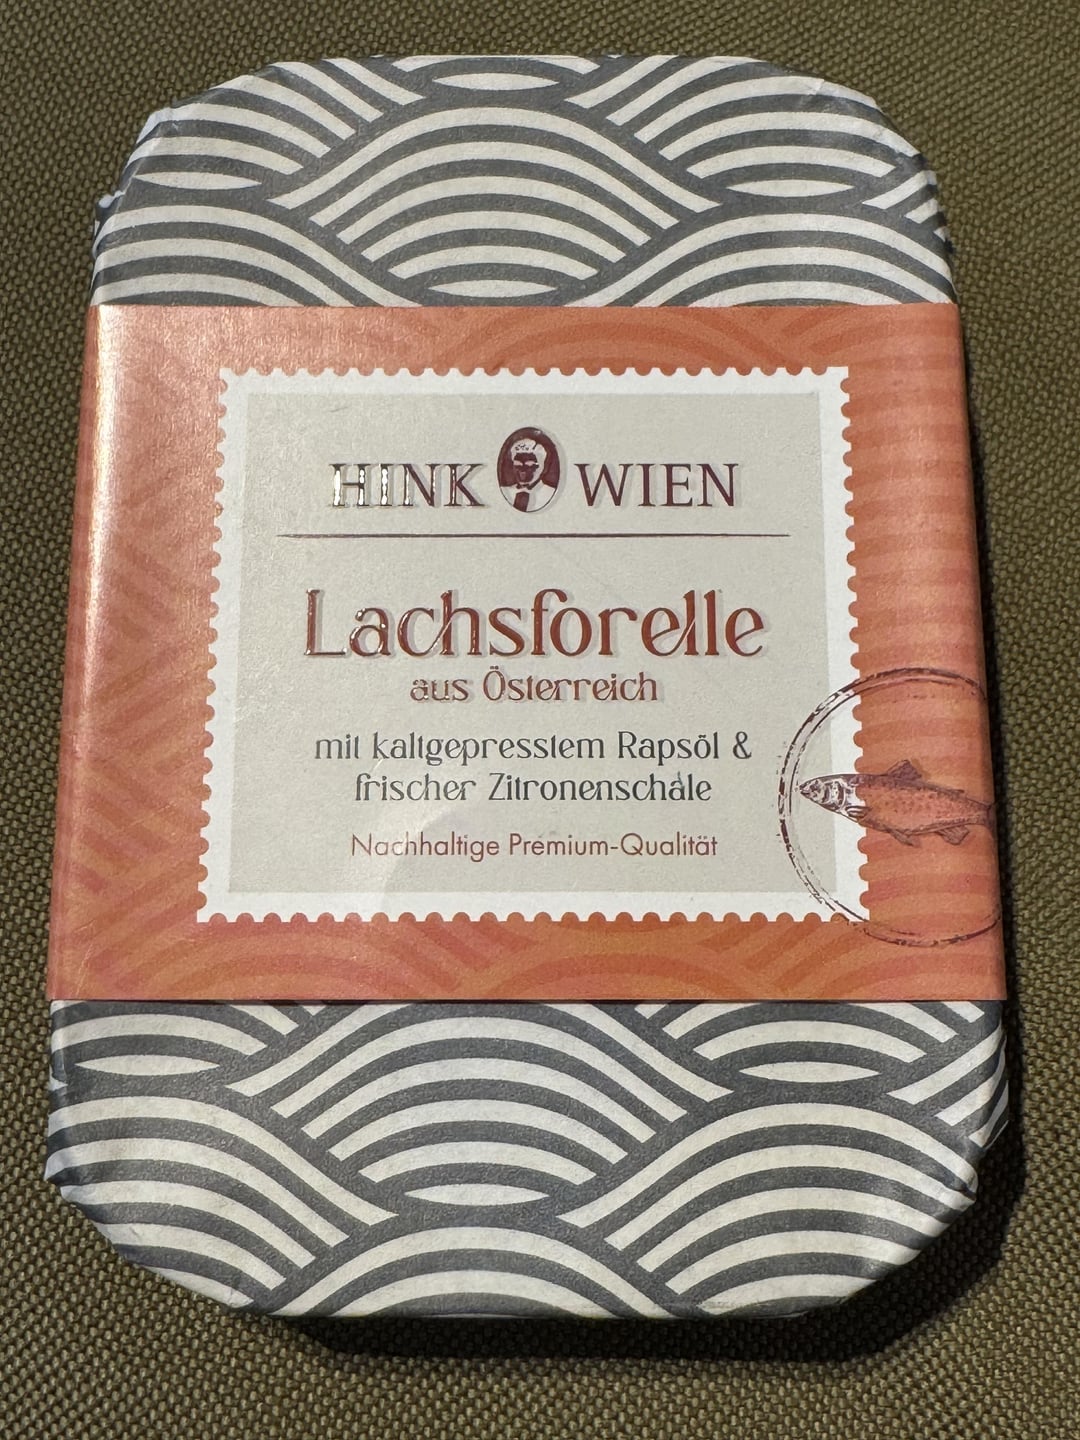 HINK WIEN
Lachsforelle
aus Österreich
mit kaltgepresstem Rapsöl &
frischer Zitronenschale
Nachhaltige Premium-Qualität